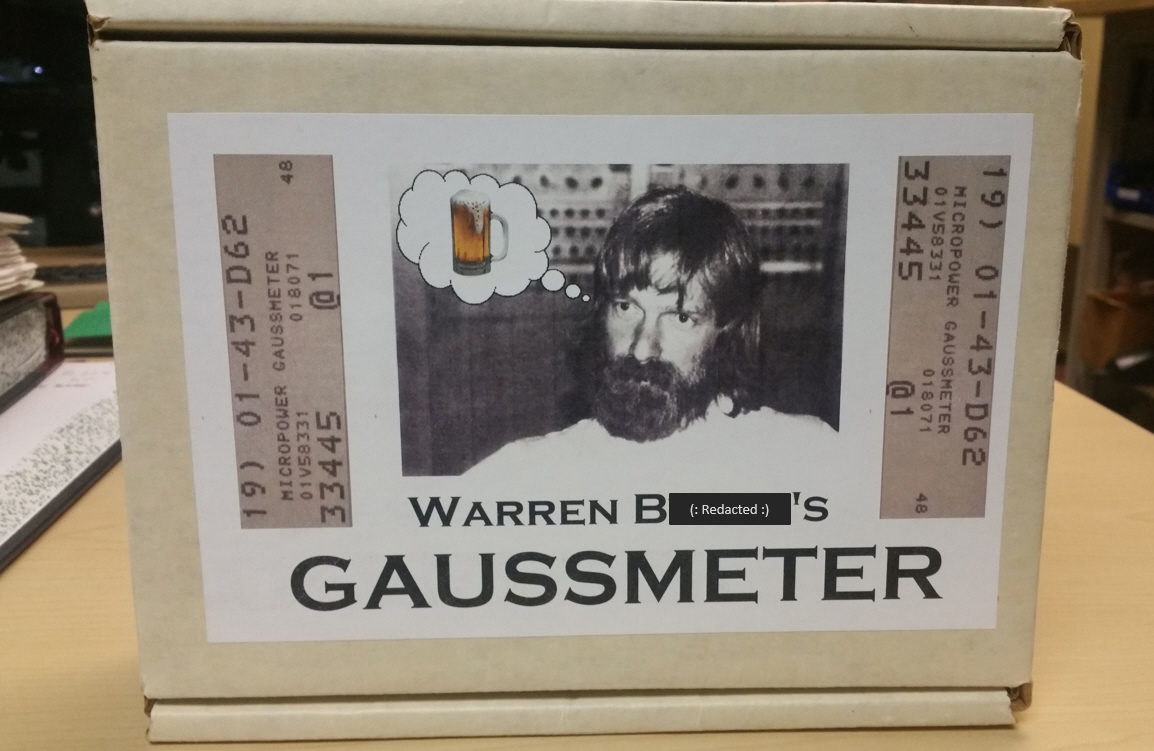 19) 01-43-D62 48
MICROPOWER GAUSSMETER
01V58331 018071
33445 @1
19) 01-43-D62
MICROPOWER GAUSSMETER
01V58331 018071
33445 @1 48
WARREN B(: Redacted :)'S
GAUSSMETER